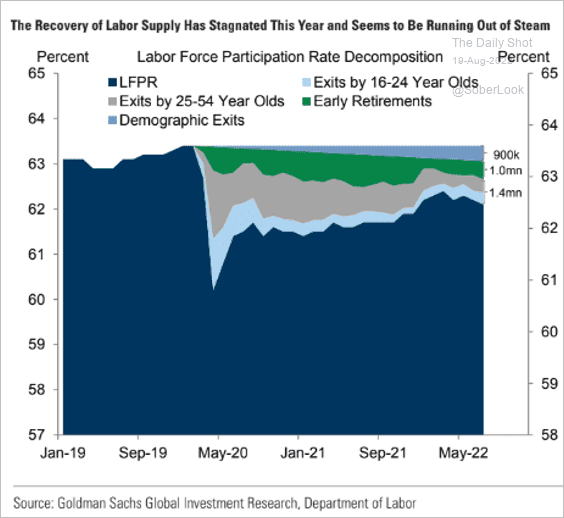 The Recovery of Labor Supply Has Stagnated This Year and Seems to Be Running Out of Steam
The Daily Shot
Percent Labor Force Participation Rate Decomposition Percent
19-Aug-2022
@SoberLook
LFPR
Exits by 16-24 Year Olds
Exits by 25-54 Year Olds
Early Retirements
Demographic Exits
65
64
63
62
61
60
59
58
57
65
64
63
62
61
60
59
58
900k
1.0mn
1.4mn
Jan-19 Sep-19 May-20 Jan-21 Sep-21 May-22
Source: Goldman Sachs Global Investment Research, Department of Labor